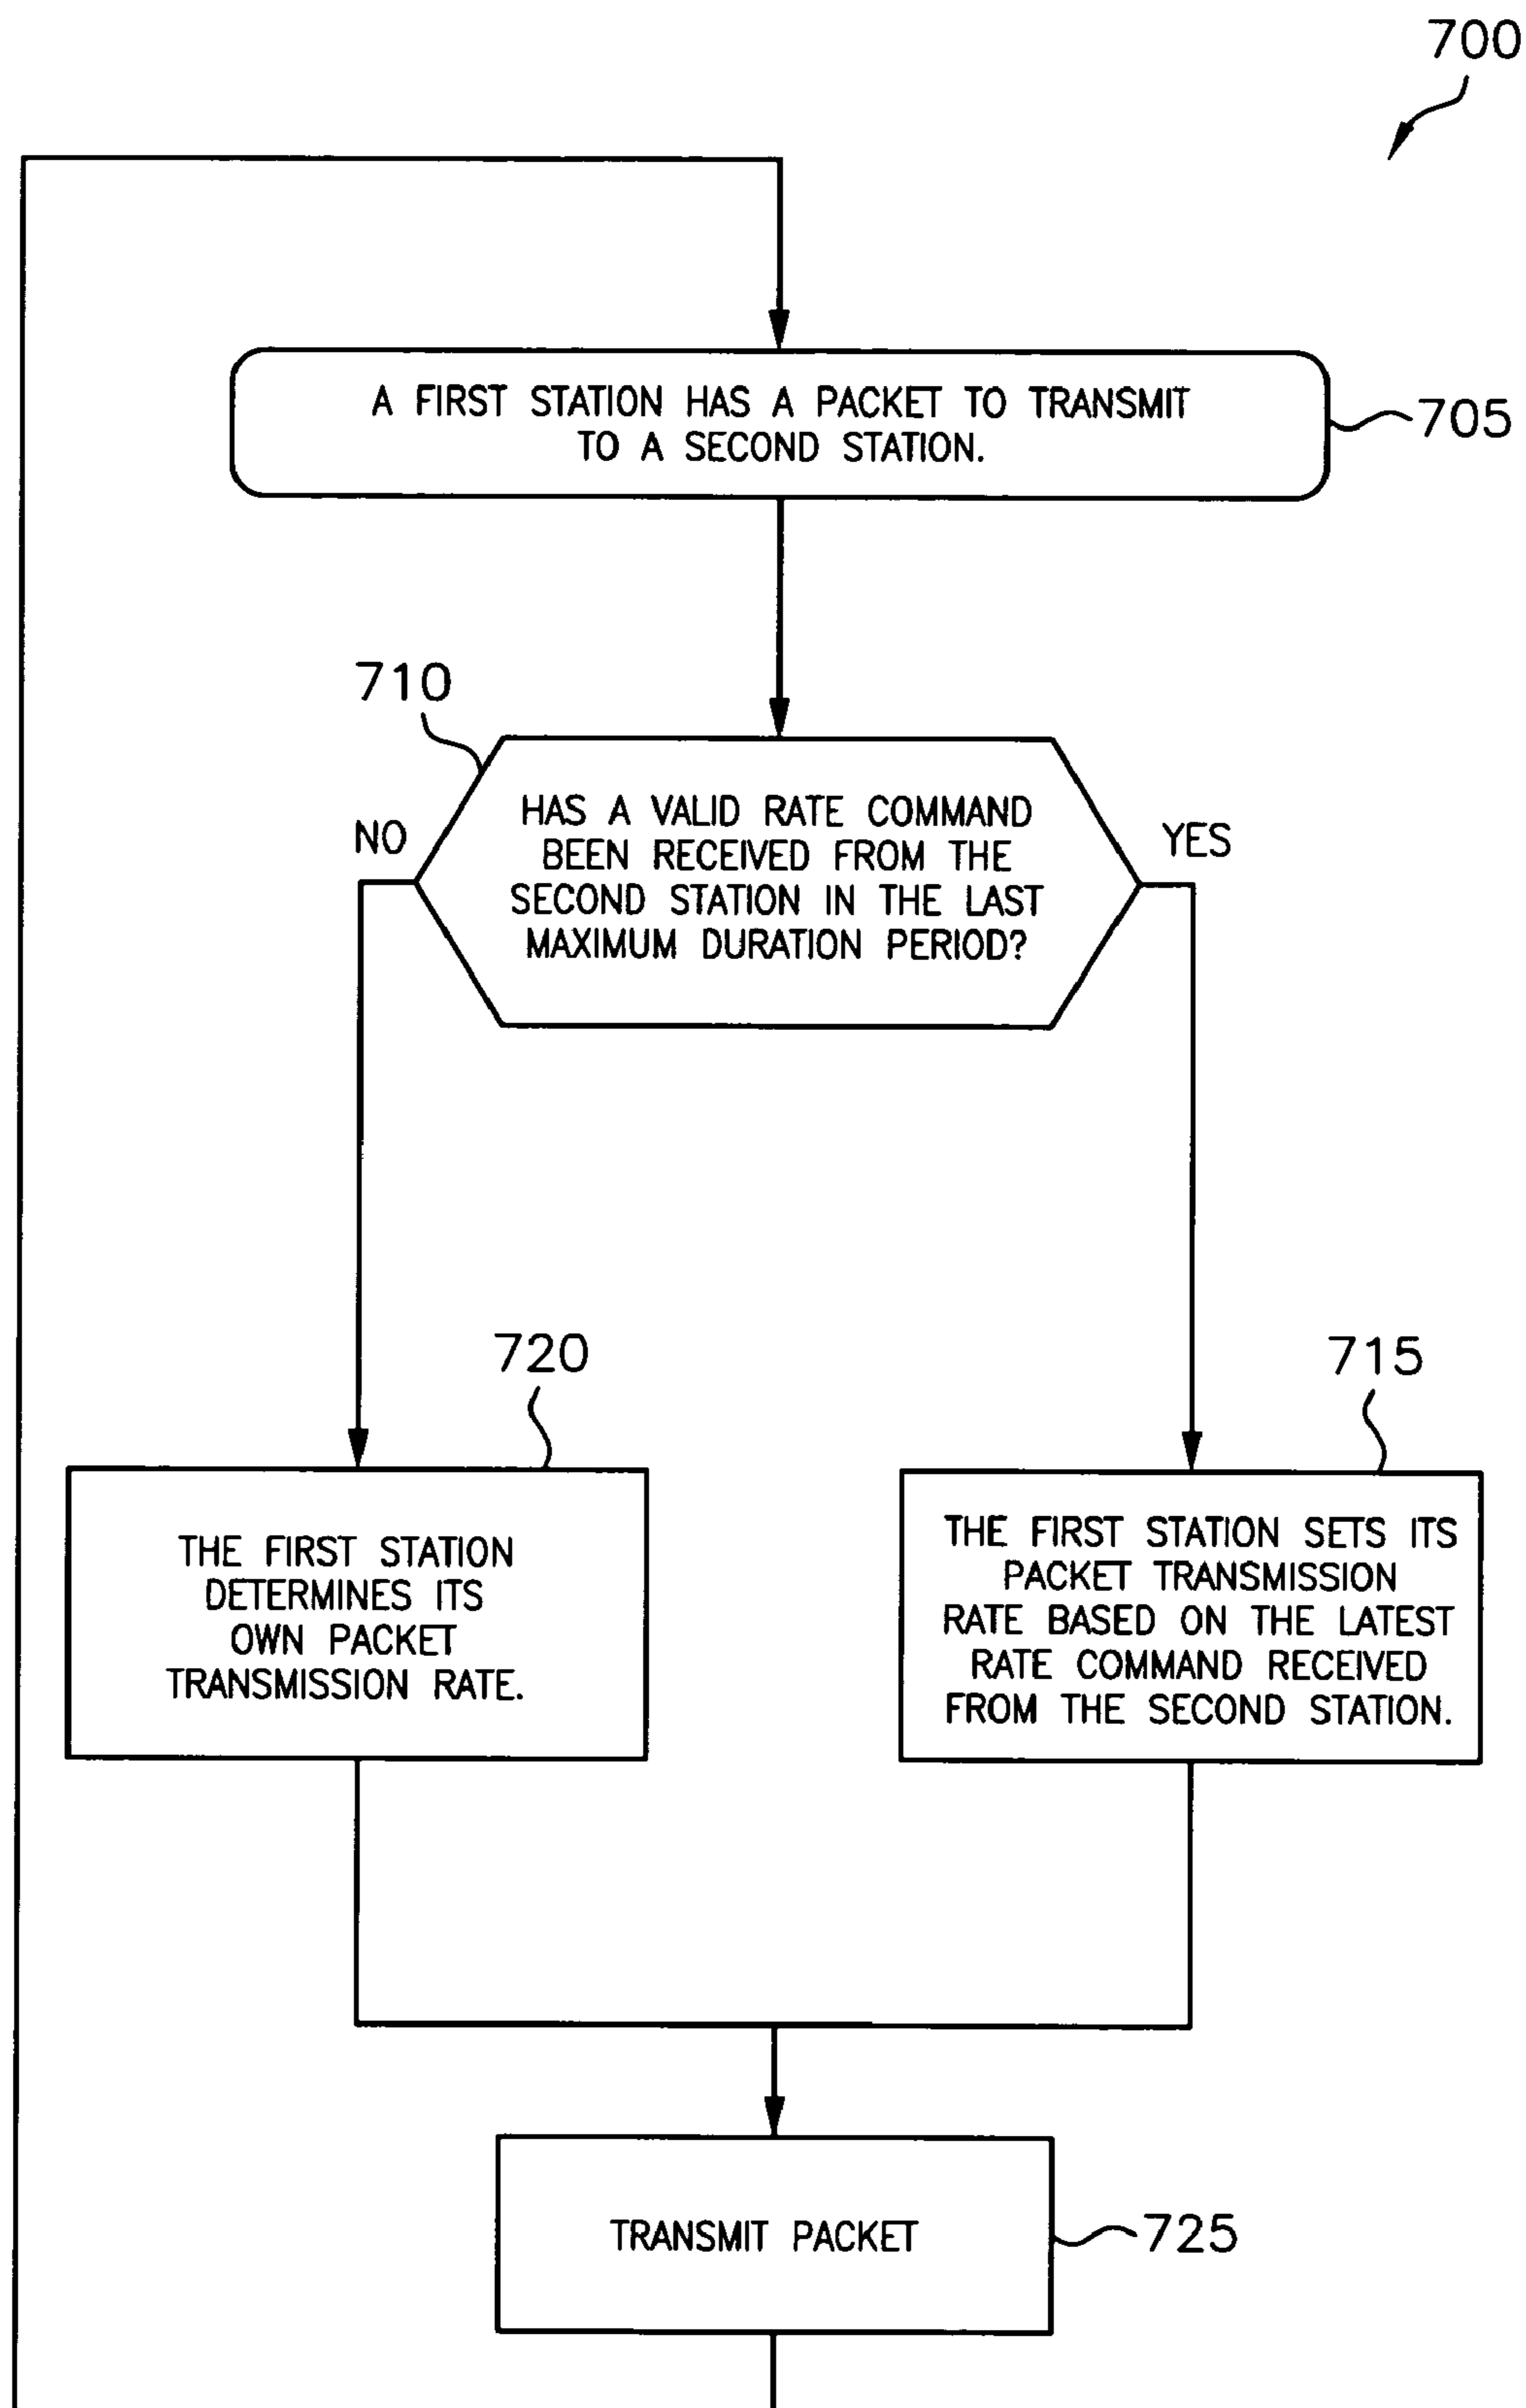 700
A FIRST STATION HAS A PACKET TO TRANSMIT
TO A SECOND STATION.
705
710
HAS A VALID RATE COMMAND
BEEN RECEIVED FROM THE
SECOND STATION IN THE LAST
MAXIMUM DURATION PERIOD?
NO
YES
720
715
THE FIRST STATION
DETERMINES ITS
OWN PACKET
TRANSMISSION RATE.
THE FIRST STATION SETS ITS
PACKET TRANSMISSION
RATE BASED ON THE LATEST
RATE COMMAND RECEIVED
FROM THE SECOND STATION.
TRANSMIT PACKET
725